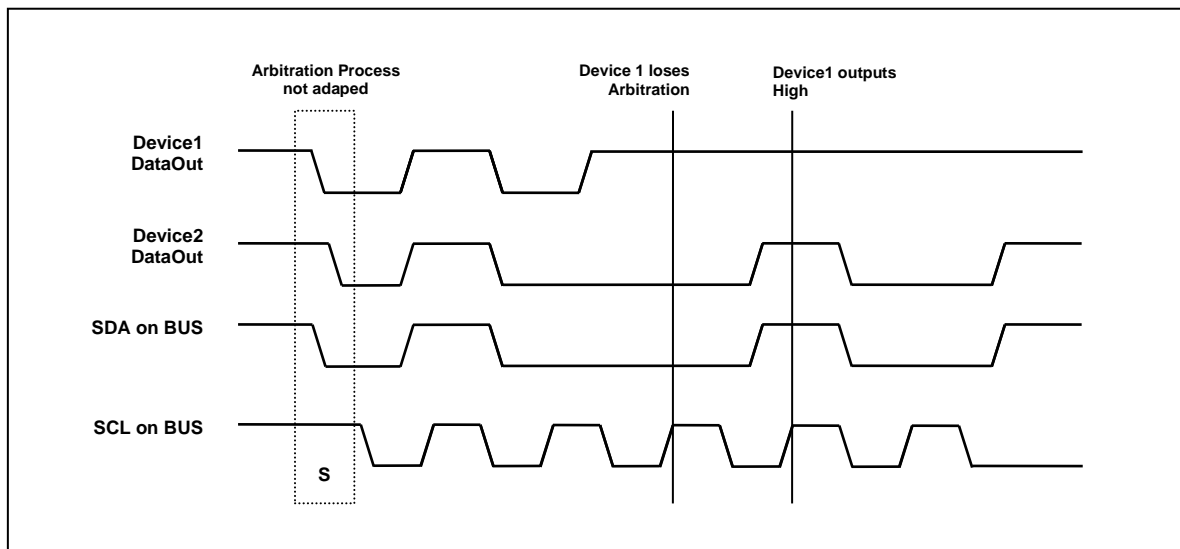 Arbitration Process
not adaped
Device 1 loses
Arbitration
Device1 outputs
High
Device1
DataOut
Device2
DataOut
SDA on BUS
SCL on BUS
S